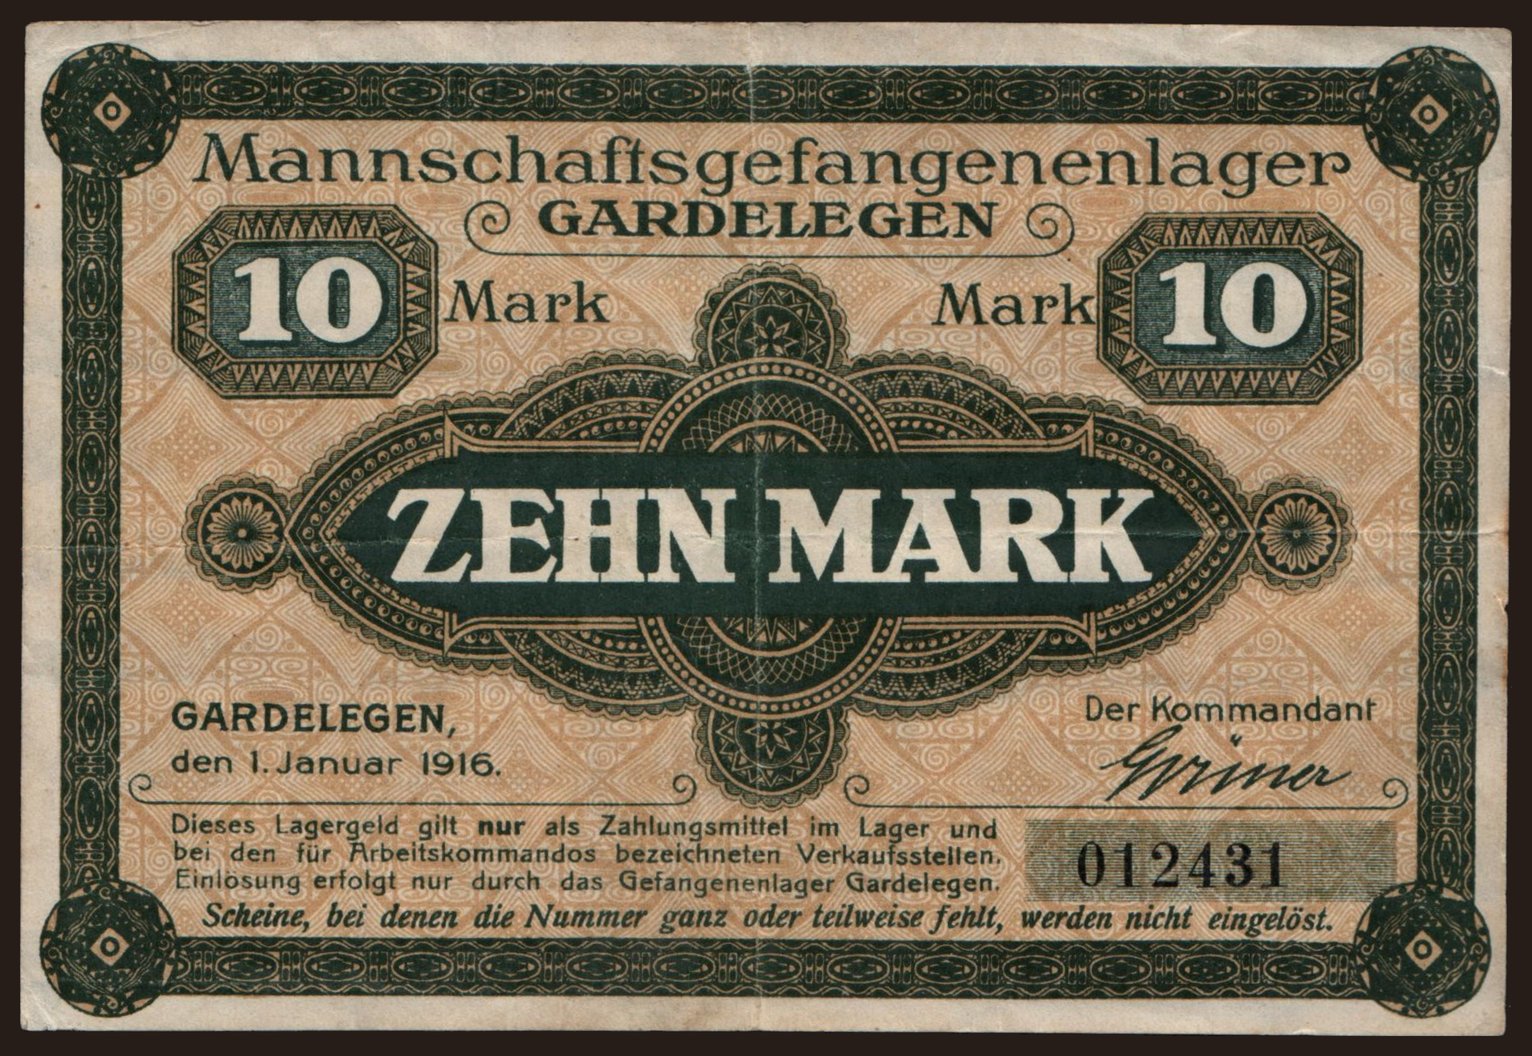 Mannschaftsgefangenenlager
GARDELEGEN
10 Mark Mark 10
ZEHN MARK
GARDELEGEN,
den 1. Januar 1916.
Der Kommandant
Grüner
Dieses Lagergeld gilt nur als Zahlungsmittel im Lager und
bei den für Arbeitskommandos bezeichneten Verkaufsstellen.
Einlösung erfolgt nur durch das Gefangenenlager Gardelegen.
012431
Scheine, bei denen die Nummer ganz oder teilweise fehlt, werden nicht eingelöst.